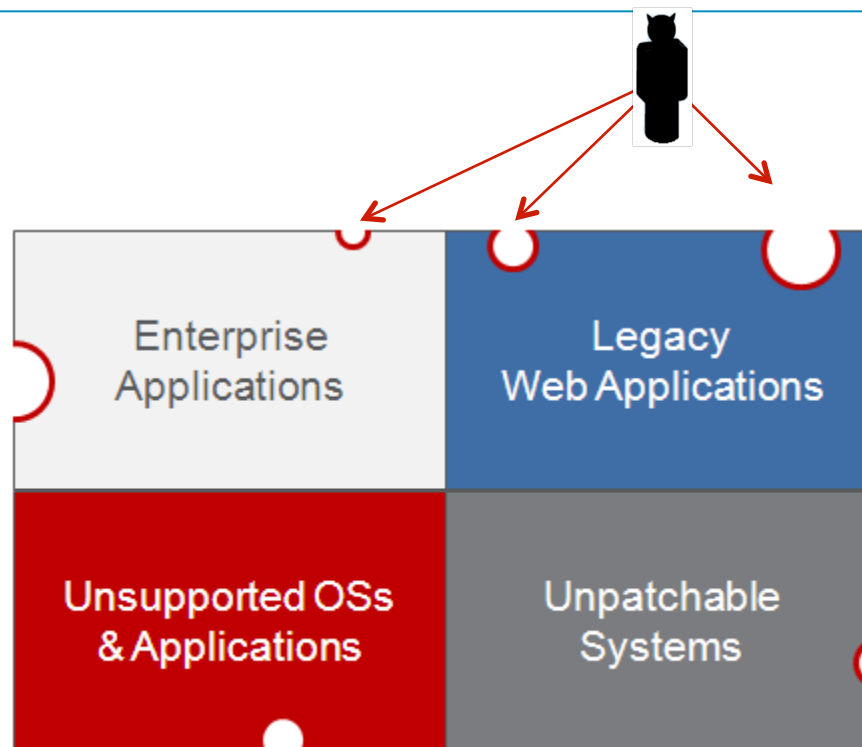 Enterprise
Applications
Legacy
Web Applications
Unsupported OSs
& Applications
Unpatchable
Systems